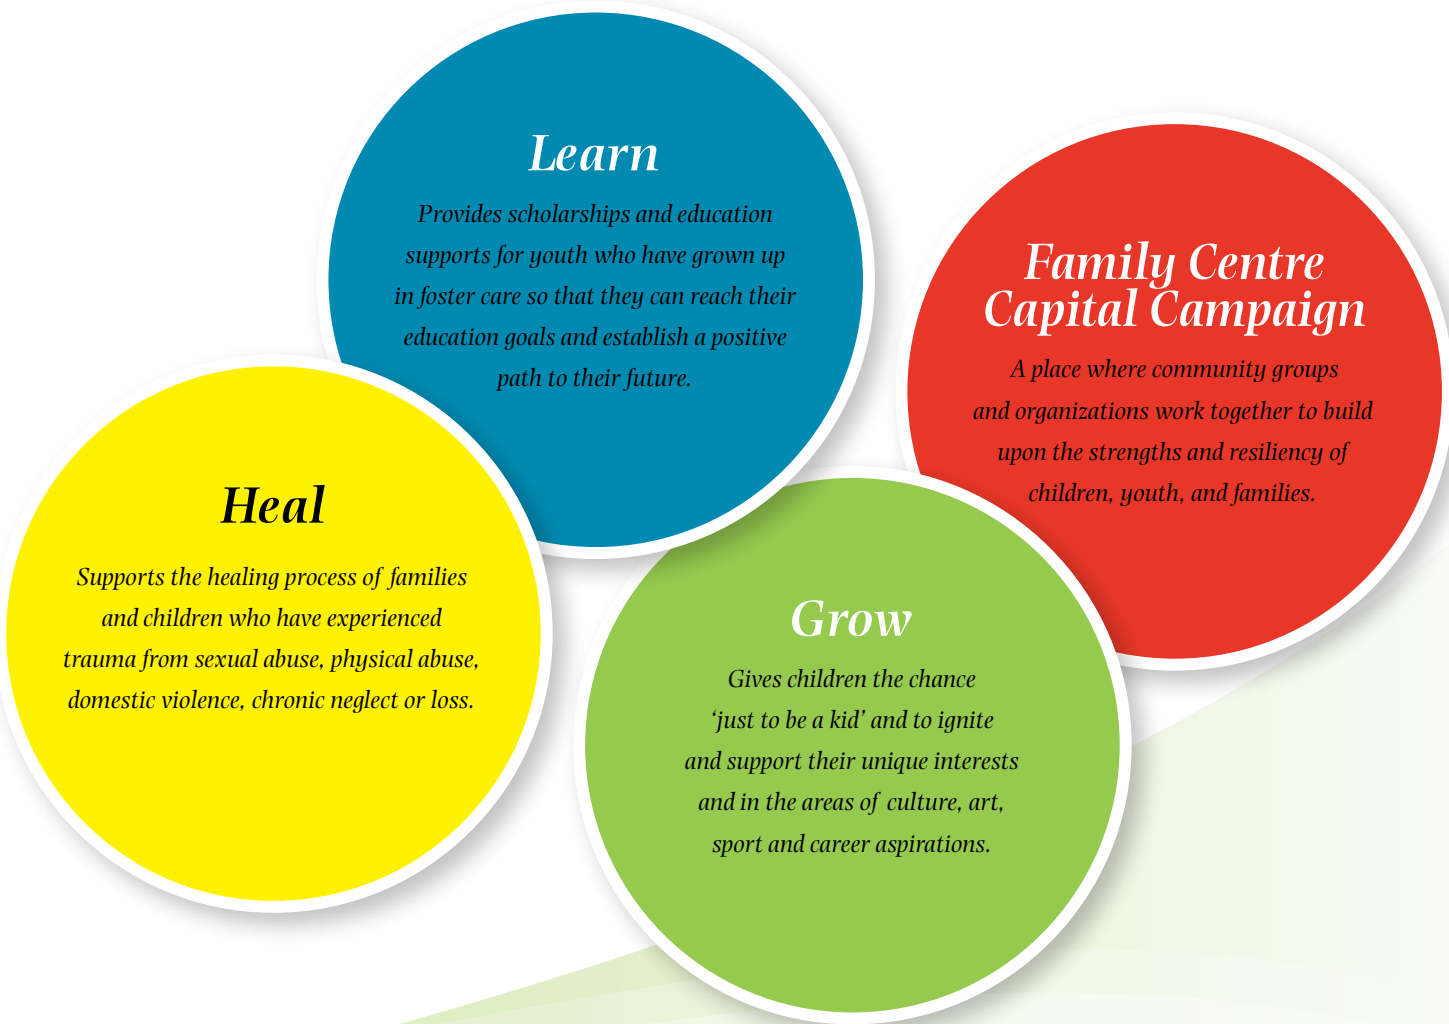 Learn
Provides scholarships and education
supports for youth who have grown up
in foster care so that they can reach their
education goals and establish a positive
path to their future.
Family Centre
Capital Campaign
A place where community groups
and organizations work together to build
upon the strengths and resiliency of
children, youth, and families.
Heal
Supports the healing process of families
and children who have experienced
trauma from sexual abuse, physical abuse,
domestic violence, chronic neglect or loss.
Grow
Gives children the chance
‘just to be a kid’ and to ignite
and support their unique interests
and in the areas of culture, art,
sport and career aspirations.